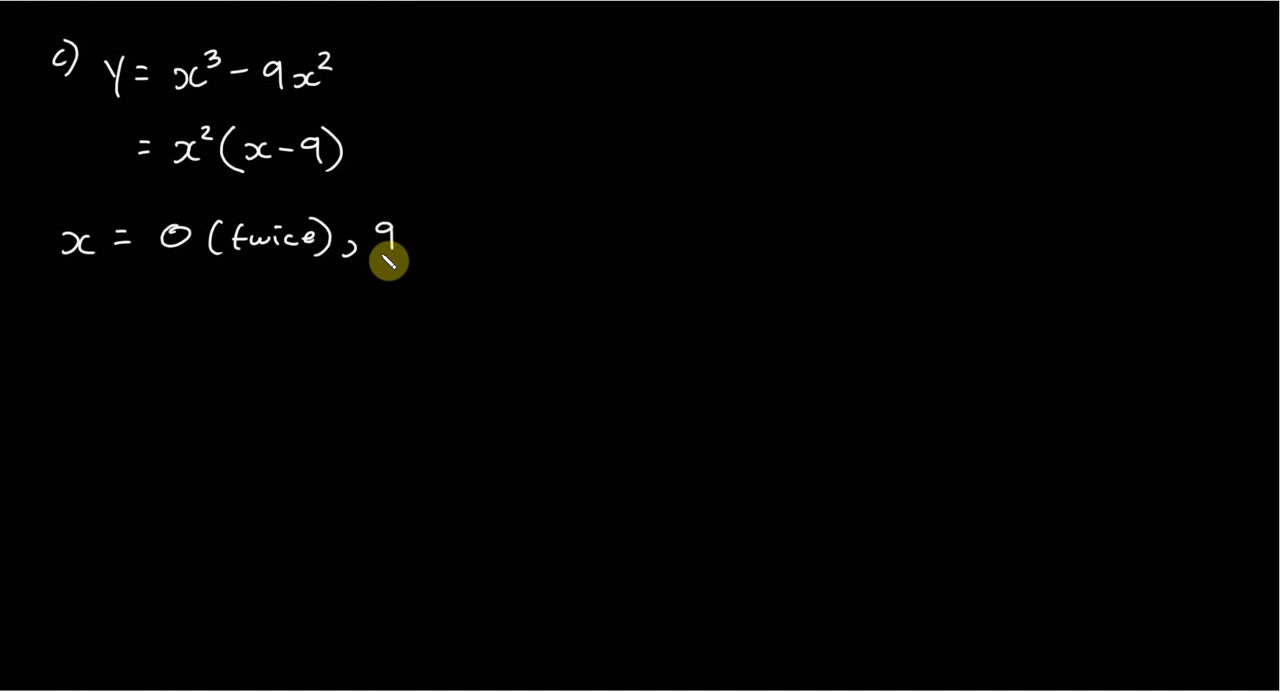 c) y = x³ - 9x²
= x²(x-9)
x = 0 (twice), 9